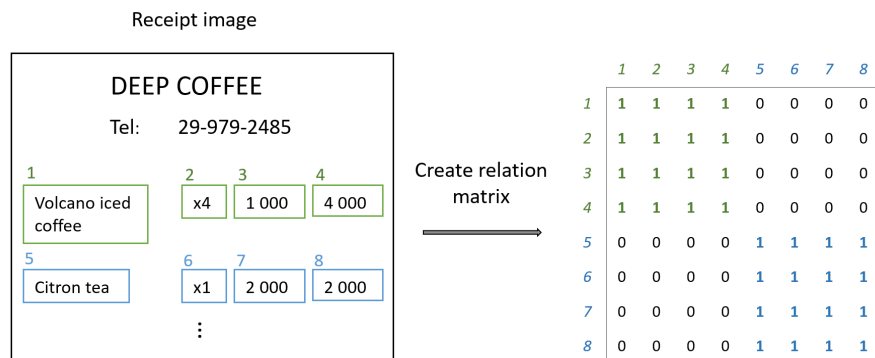 Receipt image
DEEP COFFEE
Tel: 29-979-2485
1 2 3 4
Volcano iced coffee x4 1 000 4 000
5 6 7 8
Citron tea x1 2 000 2 000
⋮
Create relation
matrix
1 2 3 4 5 6 7 8
1 1 1 1 1 0 0 0 0
2 1 1 1 1 0 0 0 0
3 1 1 1 1 0 0 0 0
4 1 1 1 1 0 0 0 0
5 0 0 0 0 1 1 1 1
6 0 0 0 0 1 1 1 1
7 0 0 0 0 1 1 1 1
8 0 0 0 0 1 1 1 1